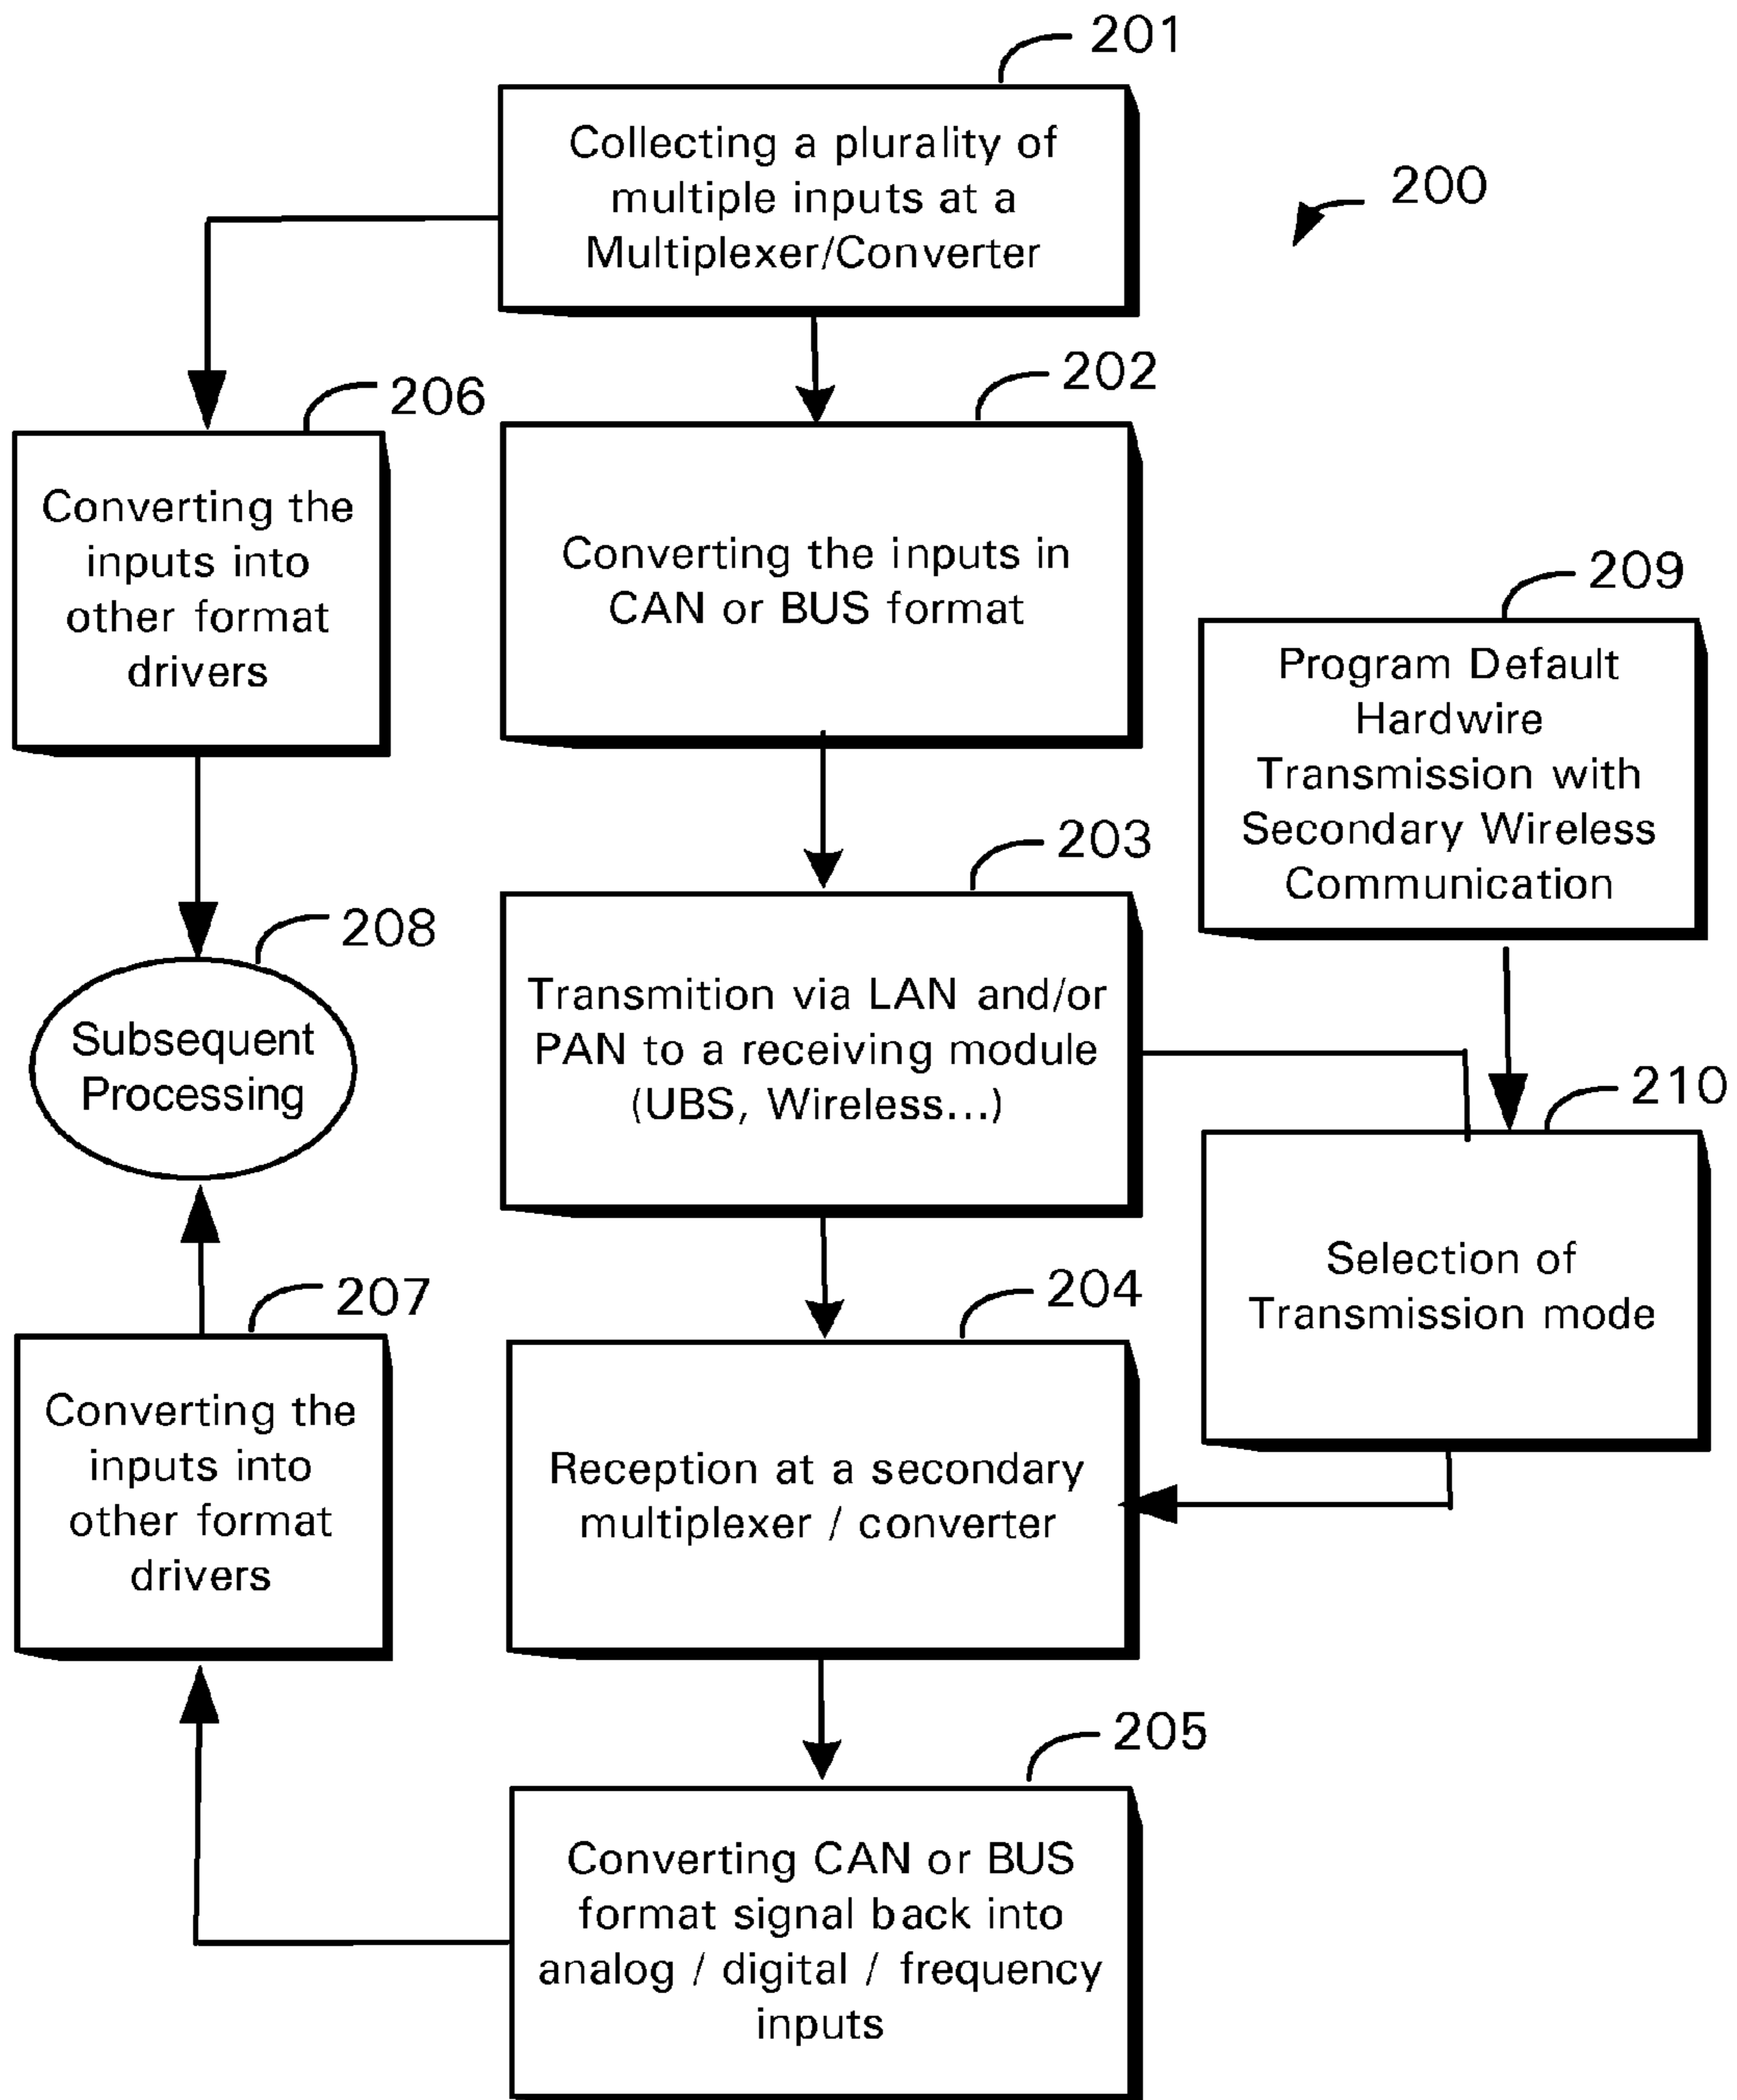 201
Collecting a plurality of
multiple inputs at a
Multiplexer/Converter
200
202
Converting the inputs in
CAN or BUS format
206
Converting the
inputs into
other format
drivers
209
Program Default
Hardwire
Transmission with
Secondary Wireless
Communication
203
Transmition via LAN and/or
PAN to a receiving module
(UBS, Wireless...)
208
Subsequent
Processing
210
Selection of
Transmission mode
204
Reception at a secondary
multiplexer / converter
207
Converting the
inputs into
other format
drivers
205
Converting CAN or BUS
format signal back into
analog / digital / frequency
inputs